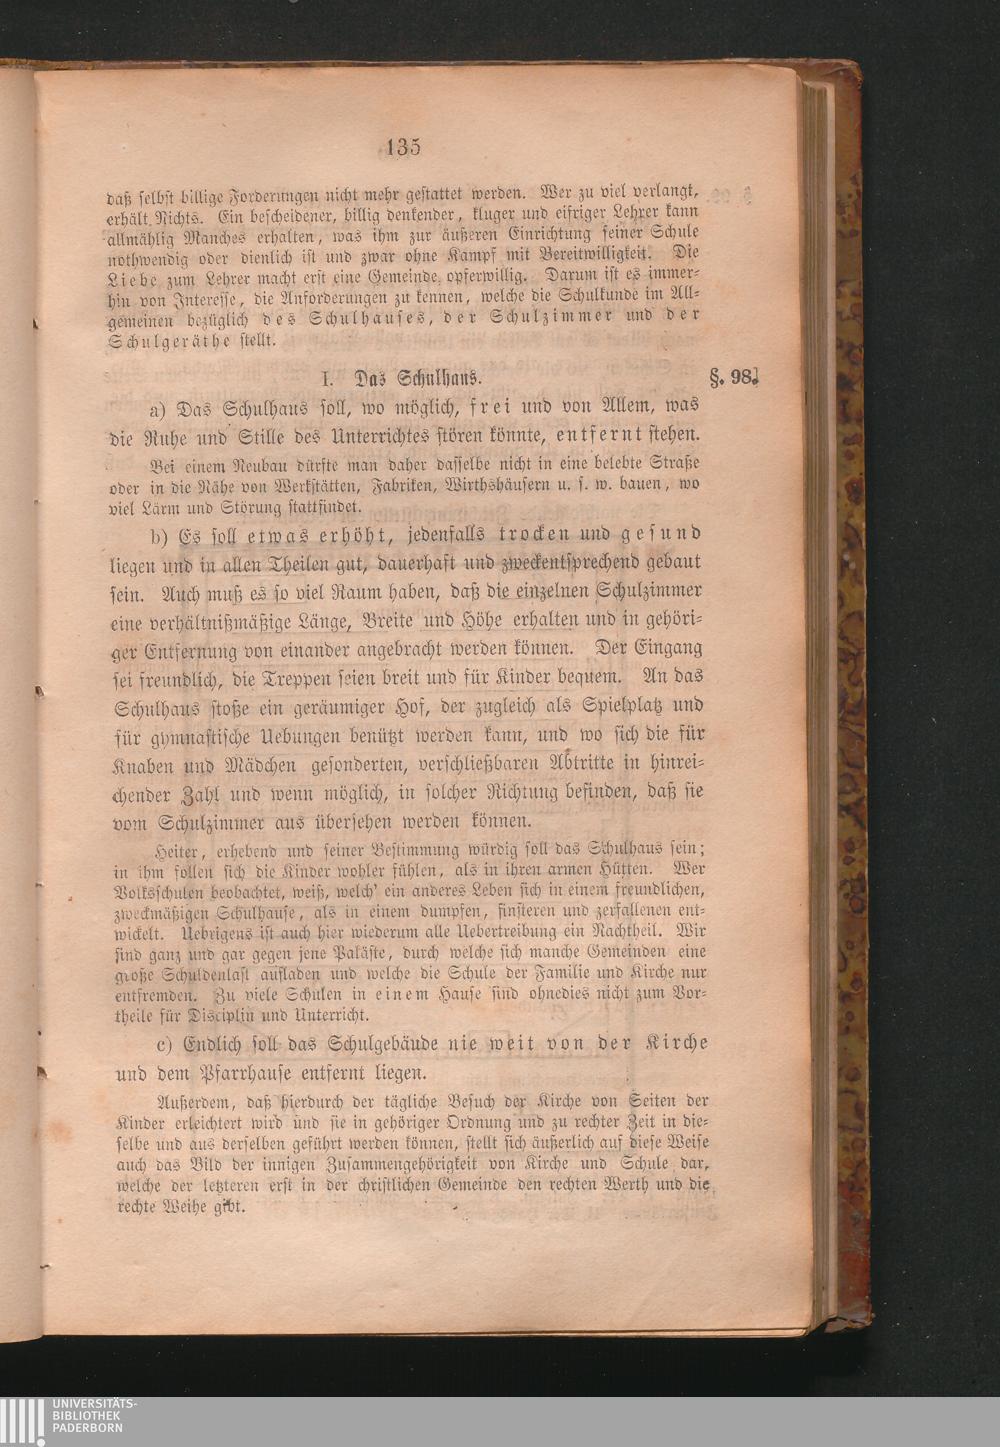 135
daß selbst billige Forderungen nicht mehr gestattet werden. Wer zu viel verlangt,
erhält Nichts. Ein bescheidener, billig denkender, kluger und eifriger Lehrer kann
allmählig Manches erhalten, was ihm zur äußeren Einrichtung seiner Schule
nothwendig oder dienlich ist und zwar ohne Kampf mit Bereitwilligkeit. Die
Liebe zum Lehrer macht erst eine Gemeinde opferwillig. Darum ist es immer-
hin von Interesse, die Anforderungen zu kennen, welche die Schulkunde im All-
gemeinen bezüglich des Schulhauses, der Schulzimmer und der
Schulgeräthe stellt.
I. Das Schulhaus. §. 98.
a) Das Schulhaus soll, wo möglich, frei und von Allem, was
die Ruhe und Stille des Unterrichtes stören könnte, entfernt stehen.
Bei einem Neubau dürfte man daher dasselbe nicht in eine belebte Straße
oder in die Nähe von Werkstätten, Fabriken, Wirthshäusern u. s. w. bauen, wo
viel Lärm und Störung stattfindet.
b) Es soll etwas erhöht, jedenfalls trocken und gesund
liegen und in allen Theilen gut, dauerhaft und zweckentsprechend gebaut
sein. Auch muß es so viel Raum haben, daß die einzelnen Schulzimmer
eine verhältnißmäßige Länge, Breite und Höhe erhalten und in gehöri-
ger Entfernung von einander angebracht werden können. Der Eingang
sei freundlich, die Treppen seien breit und für Kinder bequem. An das
Schulhaus stoße ein geräumiger Hof, der zugleich als Spielplatz und
für gymnastische Uebungen benützt werden kann, und wo sich die für
Knaben und Mädchen gesonderten, verschließbaren Abtritte in hinrei-
chender Zahl und wenn möglich, in solcher Richtung befinden, daß sie
vom Schulzimmer aus übersehen werden können.
Heiter, erhebend und seiner Bestimmung würdig soll das Schulhaus sein;
in ihm sollen sich die Kinder wohler fühlen, als in ihren armen Hütten. Wer
Volksschulen beobachtet, weiß, welch' ein anderes Leben sich in einem freundlichen,
zweckmäßigen Schulhause, als in einem dumpfen, finsteren und zerfallenen ent-
wickelt. Uebrigens ist auch hier wiederum alle Uebertreibung ein Nachtheil. Wir
sind ganz und gar gegen jene Paläste, durch welche sich manche Gemeinden eine
große Schuldenlast aufladen und welche die Schule der Familie und Kirche nur
entfremden. Zu viele Schulen in einem Hause sind ohnedies nicht zum Vor-
theile für Disciplin und Unterricht.
c) Endlich soll das Schulgebäude nie weit von der Kirche
und dem Pfarrhause entfernt liegen.
Außerdem, daß hierdurch der tägliche Besuch der Kirche von Seiten der
Kinder erleichtert wird und sie in gehöriger Ordnung und zu rechter Zeit in die-
selbe und aus derselben geführt werden können, stellt sich äußerlich auf diese Weise
auch das Bild der innigen Zusammengehörigkeit von Kirche und Schule dar,
welche der letzteren erst in der christlichen Gemeinde den rechten Werth und die
rechte Weihe gibt.
UNIVERSITÄTS-
BIBLIOTHEK
PADERBORN